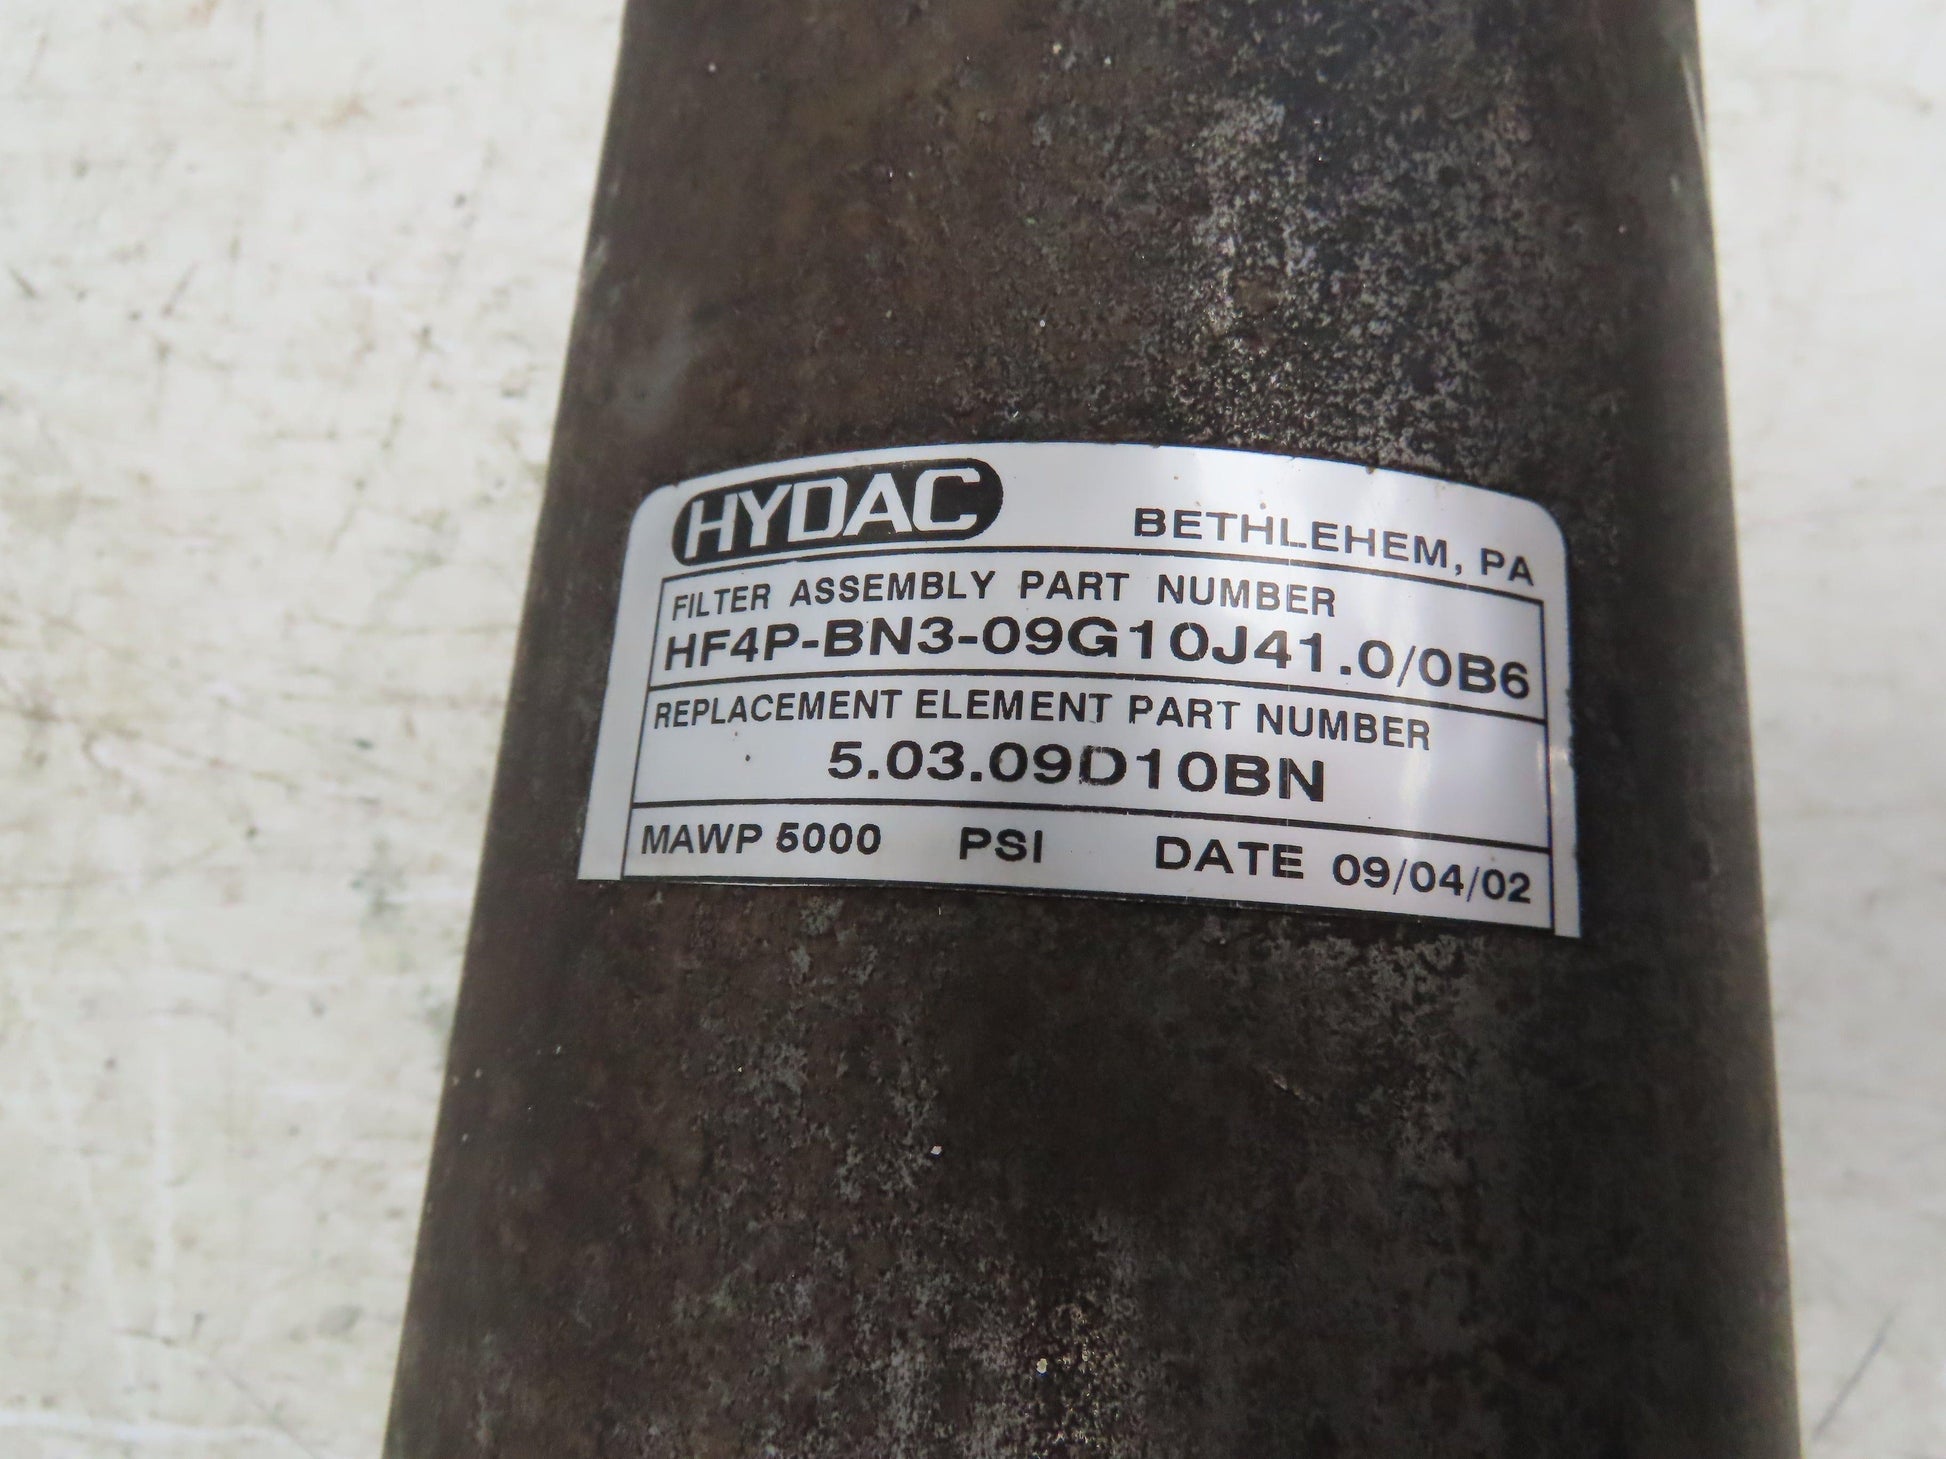 HYDAC
BETHLEHEM, PA
FILTER ASSEMBLY PART NUMBER
HF4P-BN3-09G10J41.0/0B6
REPLACEMENT ELEMENT PART NUMBER
5.03.09D10BN
MAWP 5000 PSI DATE 09/04/02